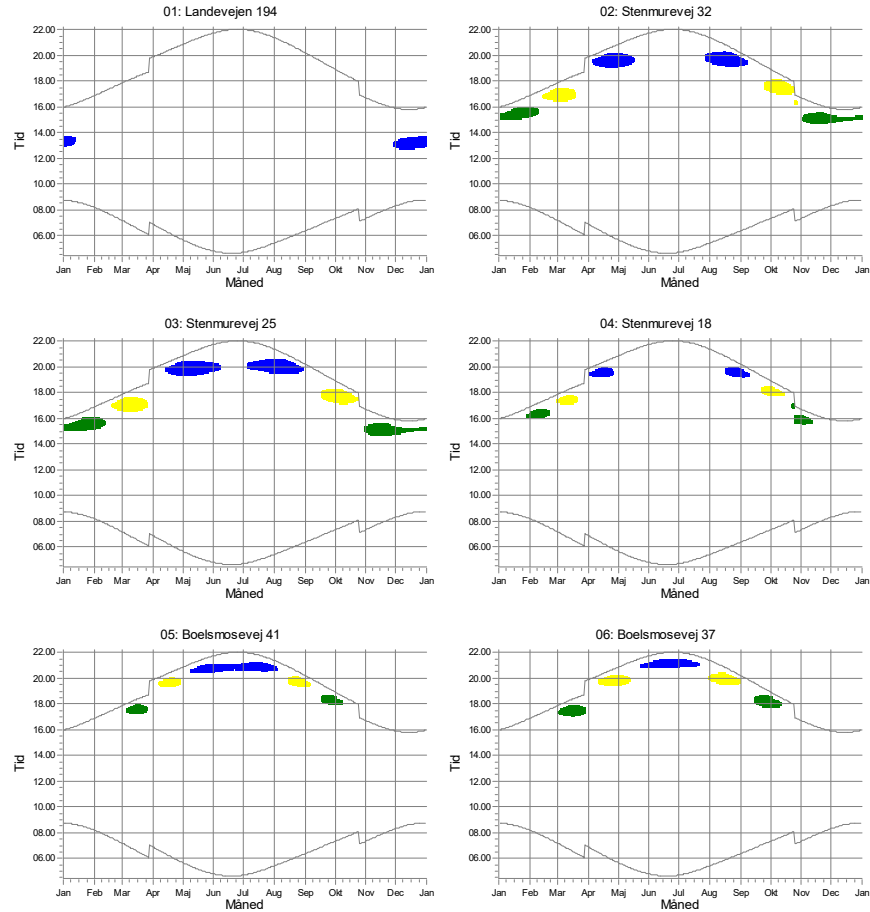 01: Landevejen 194
22.00
20.00
18.00
16.00
14.00
12.00
10.00
08.00
06.00
Tid
Jan Feb Mar Apr Maj Jun Jul Aug Sep Okt Nov Dec Jan
Måned
02: Stenmurevej 32
22.00
20.00
18.00
16.00
14.00
12.00
10.00
08.00
06.00
Tid
Jan Feb Mar Apr Maj Jun Jul Aug Sep Okt Nov Dec Jan
Måned
03: Stenmurevej 25
22.00
20.00
18.00
16.00
14.00
12.00
10.00
08.00
06.00
Tid
Jan Feb Mar Apr Maj Jun Jul Aug Sep Okt Nov Dec Jan
Måned
04: Stenmurevej 18
22.00
20.00
18.00
16.00
14.00
12.00
10.00
08.00
06.00
Tid
Jan Feb Mar Apr Maj Jun Jul Aug Sep Okt Nov Dec Jan
Måned
05: Boelsmosevej 41
22.00
20.00
18.00
16.00
14.00
12.00
10.00
08.00
06.00
Tid
Jan Feb Mar Apr Maj Jun Jul Aug Sep Okt Nov Dec Jan
Måned
06: Boelsmosevej 37
22.00
20.00
18.00
16.00
14.00
12.00
10.00
08.00
06.00
Tid
Jan Feb Mar Apr Maj Jun Jul Aug Sep Okt Nov Dec Jan
Måned